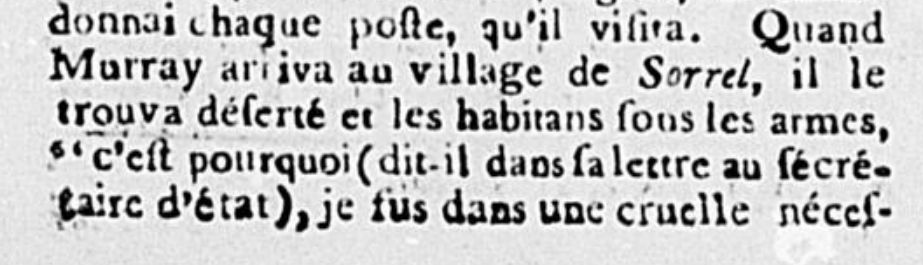 donnai chaque poſte, qu'il viſita. Quand
Murray arriva au village de Sorrel, il le
trouva déſerté et les habitans ſous les armes,
“c'eſt pourquoi (dit-il dans ſa lettre au ſécré-
taire d'état), je fus dans une cruelle néceſ-